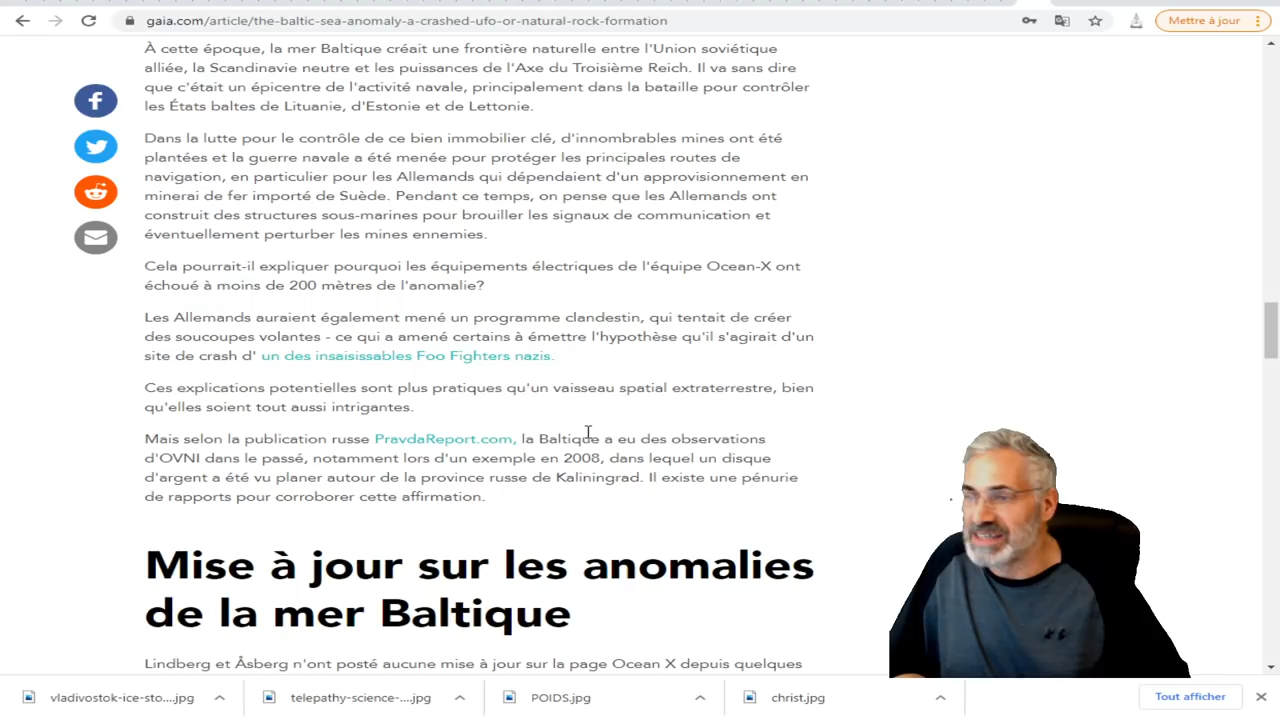 gaia.com/article/the-baltic-sea-anomaly-a-crashed-ufo-or-natural-rock-formation
Mettre à jour
À cette époque, la mer Baltique créait une frontière naturelle entre l'Union soviétique
alliée, la Scandinavie neutre et les puissances de l'Axe du Troisième Reich. Il va sans dire
que c'était un épicentre de l'activité navale, principalement dans la bataille pour contrôler
les États baltes de Lituanie, d'Estonie et de Lettonie.
Dans la lutte pour le contrôle de ce bien immobilier clé, d'innombrables mines ont été
plantées et la guerre navale a été menée pour protéger les principales routes de
navigation, en particulier pour les Allemands qui dépendaient d'un approvisionnement en
minerai de fer importé de Suède. Pendant ce temps, on pense que les Allemands ont
construit des structures sous-marines pour brouiller les signaux de communication et
éventuellement perturber les mines ennemies.
Cela pourrait-il expliquer pourquoi les équipements électriques de l'équipe Ocean-X ont
échoué à moins de 200 mètres de l'anomalie?
Les Allemands auraient également mené un programme clandestin, qui tentait de créer
des soucoupes volantes - ce qui a amené certains à émettre l'hypothèse qu'il s'agirait d'un
site de crash d' un des insaisissables Foo Fighters nazis.
Ces explications potentielles sont plus pratiques qu'un vaisseau spatial extraterrestre, bien
qu'elles soient tout aussi intrigantes.
Mais selon la publication russe PravdaReport.com, la Baltique a eu des observations
d'OVNI dans le passé, notamment lors d'un exemple en 2008, dans lequel un disque
d'argent a été vu planer autour de la province russe de Kaliningrad. Il existe une pénurie
de rapports pour corroborer cette affirmation.
Mise à jour sur les anomalies
de la mer Baltique
Lindberg et Åsberg n'ont posté aucune mise à jour sur la page Ocean X depuis quelques
vladivostok-ice-sto....jpg
telepathy-science-....jpg
POIDS.jpg
christ.jpg
Tout afficher